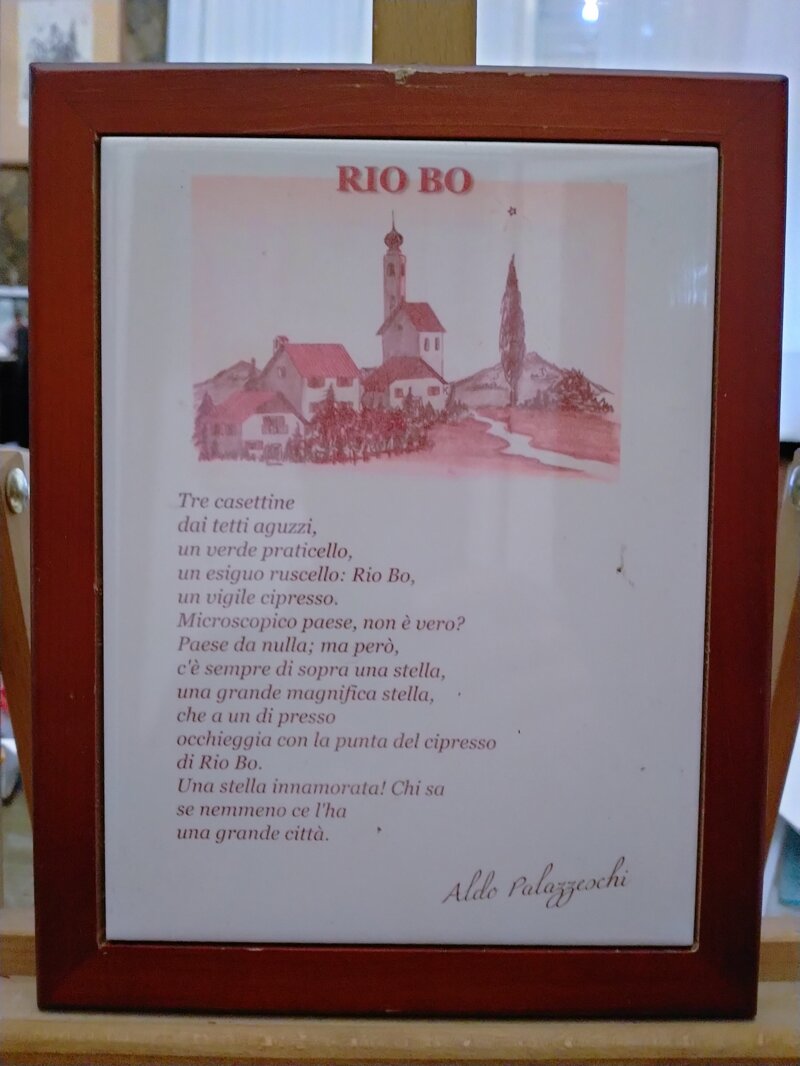 RIO BO
Tre casettine
dai tetti aguzzi,
un verde praticello,
un esiguo ruscello: Rio Bo,
un vigile cipresso.
Microscopico paese, non è vero?
Paese da nulla; ma però,
c'è sempre di sopra una stella,
una grande magnifica stella,
che a un di presso
occhieggia con la punta del cipresso
di Rio Bo.
Una stella innamorata! Chi sa
se nemmeno ce l'ha
una grande città.
Aldo Palazzeschi